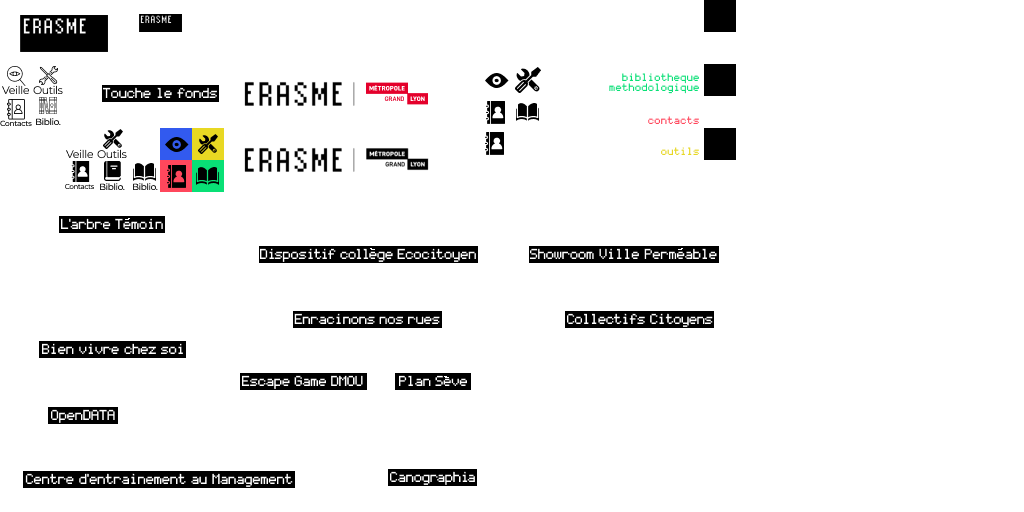 ERASME
ERASME
Veille Outils
Contacts Biblio.
Touche le fonds
ERASME MÉTROPOLE GRAND LYON
bibliotheque
methodologique
contacts
outils
Veille Outils
Contacts Biblio. Biblio.
ERASME MÉTROPOLE GRAND LYON
L'arbre Témoin
Dispositif collège Ecocitoyen
Showroom Ville Perméable
Enracinons nos rues
Collectifs Citoyens
Bien vivre chez soi
Escape Game DMOU
Plan Sève
OpenDATA
Centre d'entrainement au Management
Canographia